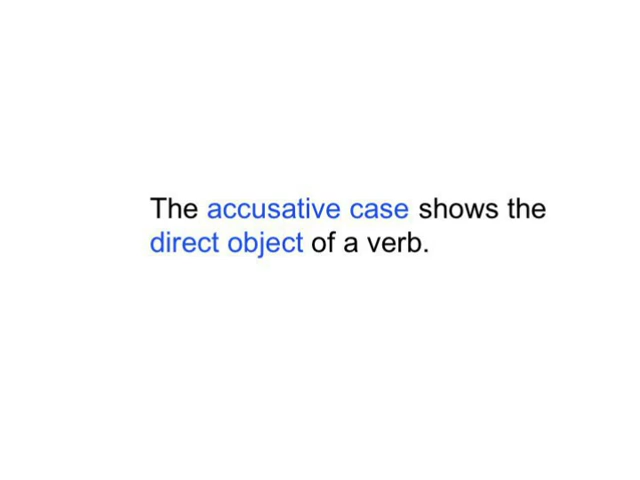 The accusative case shows the
direct object of a verb.